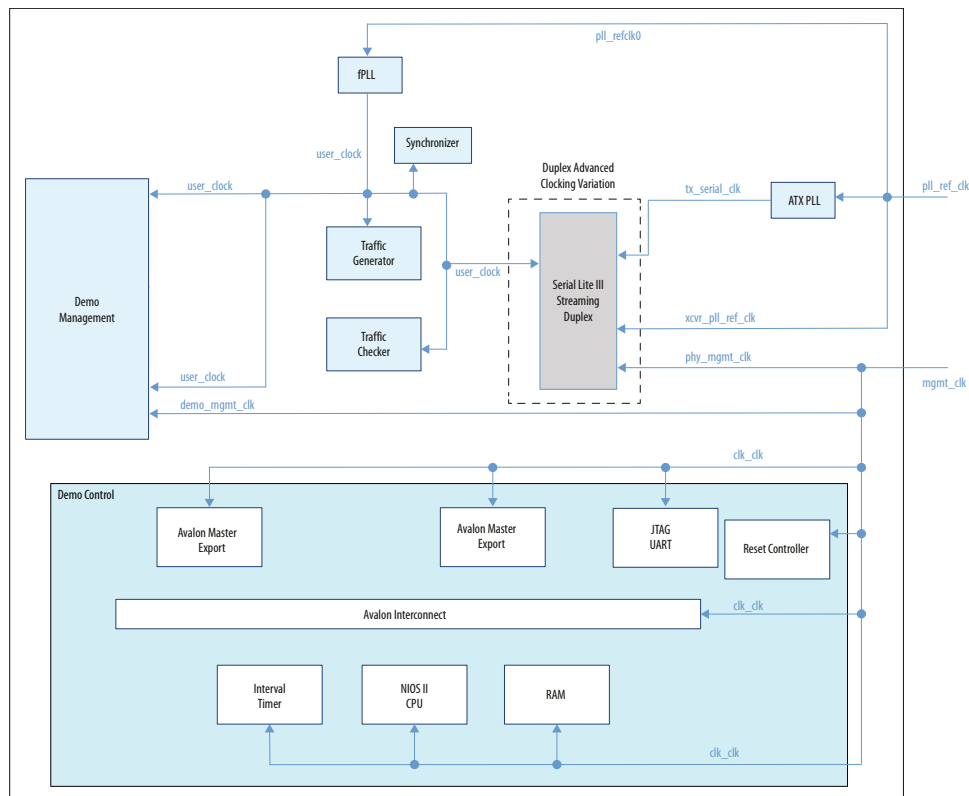 pll_refclk0
fPLL
user_clock
Synchronizer
Duplex Advanced
Clocking Variation
user_clock
tx_serial_clk
ATX PLL
pll_ref_clk
Traffic
Generator
user_clock
Serial Lite III
Streaming
Duplex
Demo
Management
xcvr_pll_ref_clk
Traffic
Checker
phy_mgmt_clk
user_clock
mgmt_clk
demo_mgmt_clk
clk_clk
Demo Control
Avalon Master
Export
Avalon Master
Export
JTAG
UART
Reset Controller
clk_clk
Avalon Interconnect
Interval
Timer
NIOS II
CPU
RAM
clk_clk